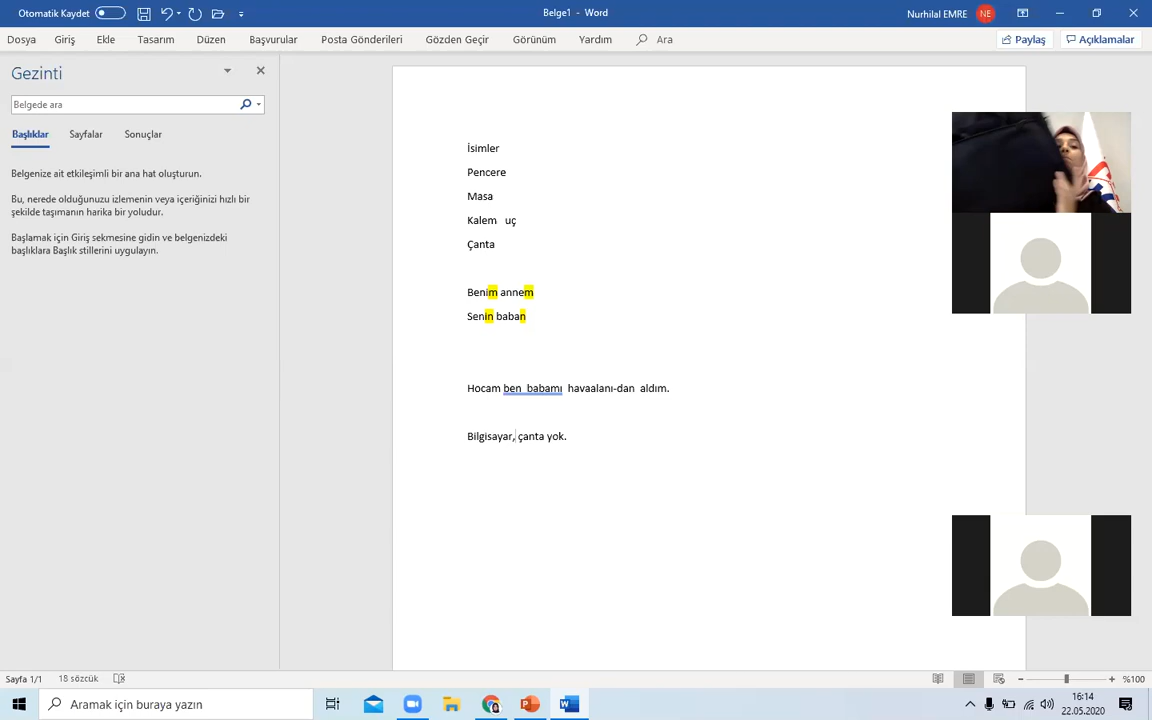 Otomatik Kaydet
Belge1 - Word
Nurhilal EMRE NE
Dosya Giriş Ekle Tasarım Düzen Başvurular Posta Gönderileri Gözden Geçir Görünüm Yardım Ara
Paylaş Açıklamalar
Gezinti
Belgede ara
Başlıklar Sayfalar Sonuçlar
Belgenize ait etkileşimli bir ana hat oluşturun.
Bu, nerede olduğunuzu izlemenin veya içeriğinizi hızlı bir
şekilde taşımanın harika bir yoludur.
Başlamak için Giriş sekmesine gidin ve belgenizdeki
başlıklara Başlık stillerini uygulayın.
İsimler
Pencere
Masa
Kalem uç
Çanta
Benim annem
Senin baban
Hocam ben babamı havaalanı-dan aldım.
Bilgisayar, çanta yok.
Sayfa 1/1 18 sözcük
%100
Aramak için buraya yazın
16:14
22.05.2020